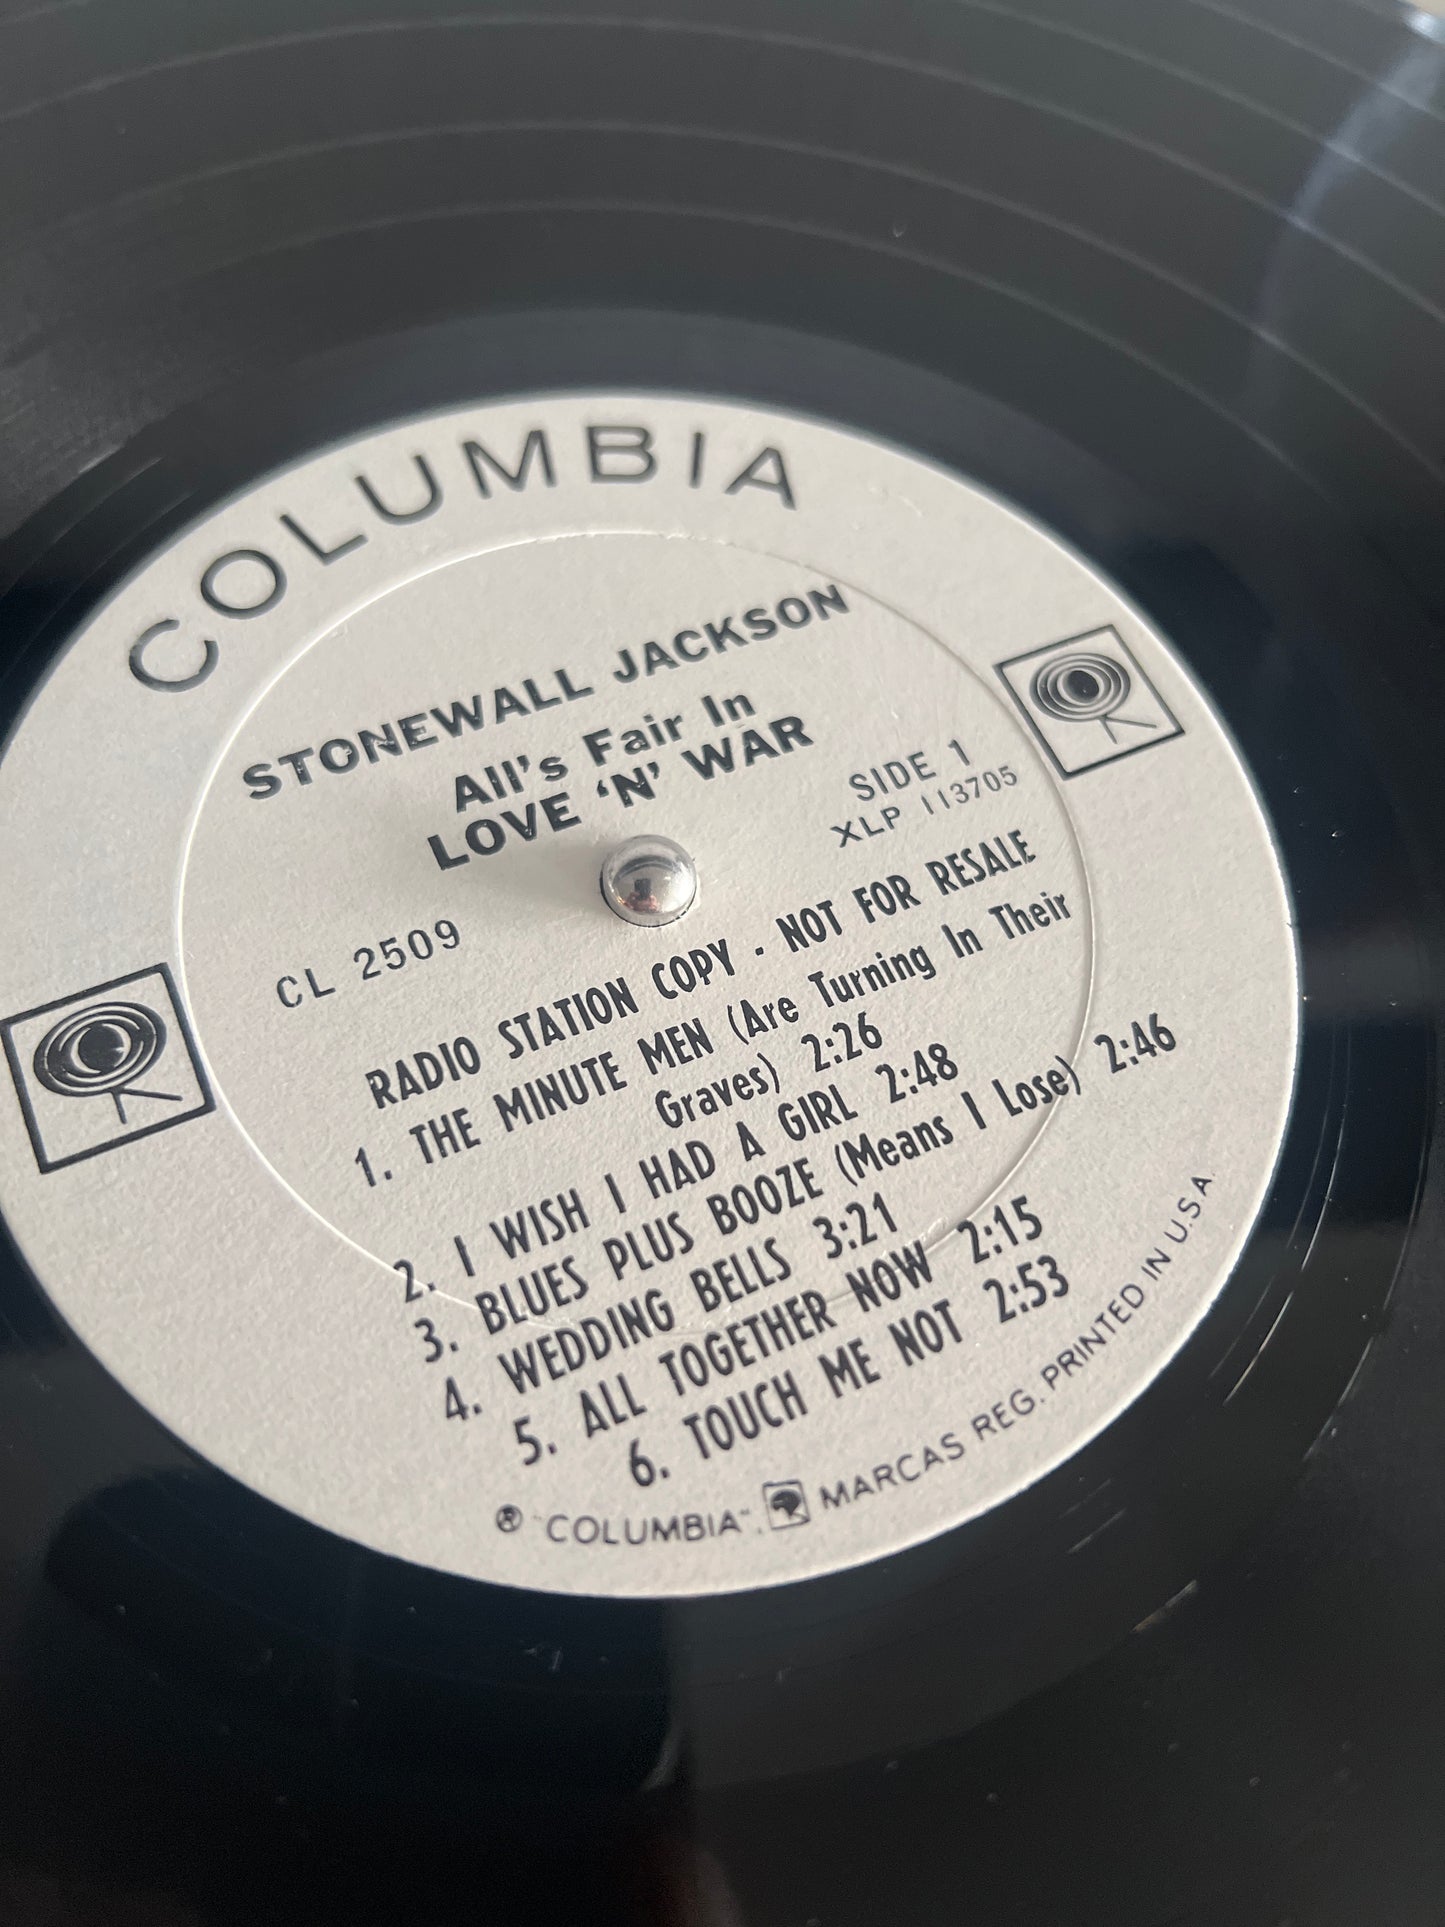 COLUMBIA
STONEWALL JACKSON
All's Fair In
LOVE 'N' WAR
SIDE 1
XLP 113705
CL 2509
RADIO STATION COPY - NOT FOR RESALE
1. THE MINUTE MEN (Are Turning In Their
Graves) 2:26
2. I WISH I HAD A GIRL 2:48
3. BLUES PLUS BOOZE (Means I Lose) 2:46
4. WEDDING BELLS 3:21
5. ALL TOGETHER NOW 2:15
6. TOUCH ME NOT 2:53
® "COLUMBIA", MARCAS REG. PRINTED IN U.S.A.